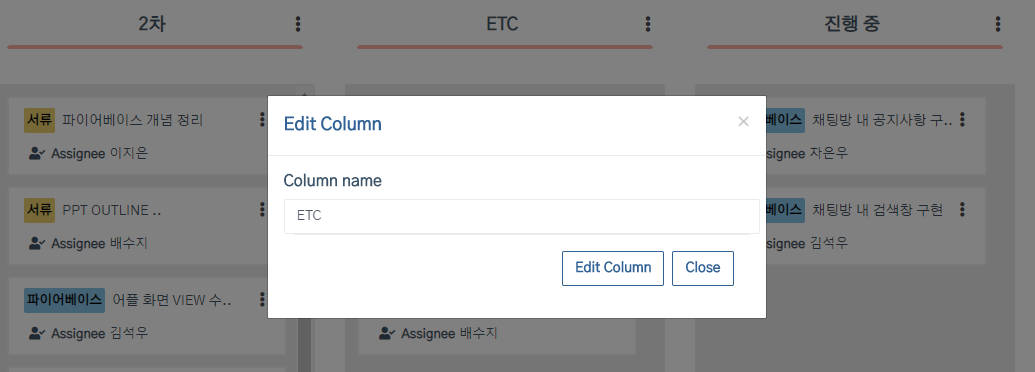 2차
ETC
진행 중
서류 파이어베이스 개념 정리
Assignee 이지은
서류 PPT OUTLINE ..
Assignee 배수지
파이어베이스 어플 화면 VIEW 수..
Assignee 김석우
Edit Column
×
Column name
ETC
Edit Column
Close
Assignee 배수지
베이스 채팅방 내 공지사항 구..
signee 차은우
베이스 채팅방 내 검색창 구현
signee 김석우